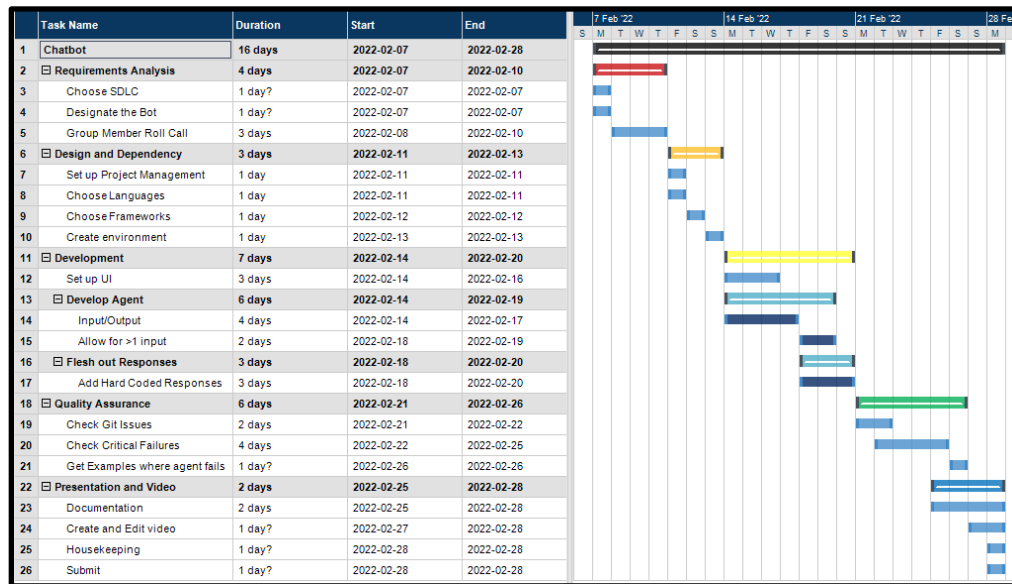 7 Feb '22 14 Feb '22 21 Feb '22 28 Fe
Task Name Duration Start End
S M T W T F S S M T W T F S S M T W T F S S M
1 Chatbot 16 days 2022-02-07 2022-02-28
2 Requirements Analysis 4 days 2022-02-07 2022-02-10
3 Choose SDLC 1 day? 2022-02-07 2022-02-07
4 Designate the Bot 1 day? 2022-02-07 2022-02-07
5 Group Member Roll Call 3 days 2022-02-08 2022-02-10
6 Design and Dependency 3 days 2022-02-11 2022-02-13
7 Set up Project Management 1 day 2022-02-11 2022-02-11
8 Choose Languages 1 day 2022-02-11 2022-02-11
9 Choose Frameworks 1 day 2022-02-12 2022-02-12
10 Create environment 1 day 2022-02-13 2022-02-13
11 Development 7 days 2022-02-14 2022-02-20
12 Set up UI 3 days 2022-02-14 2022-02-16
13 Develop Agent 6 days 2022-02-14 2022-02-19
14 Input/Output 4 days 2022-02-14 2022-02-17
15 Allow for >1 input 2 days 2022-02-18 2022-02-19
16 Flesh out Responses 3 days 2022-02-18 2022-02-20
17 Add Hard Coded Responses 3 days 2022-02-18 2022-02-20
18 Quality Assurance 6 days 2022-02-21 2022-02-26
19 Check Git Issues 2 days 2022-02-21 2022-02-22
20 Check Critical Failures 4 days 2022-02-22 2022-02-25
21 Get Examples where agent fails 1 day? 2022-02-26 2022-02-26
22 Presentation and Video 2 days 2022-02-25 2022-02-28
23 Documentation 2 days 2022-02-25 2022-02-28
24 Create and Edit video 1 day? 2022-02-27 2022-02-28
25 Housekeeping 1 day? 2022-02-28 2022-02-28
26 Submit 1 day? 2022-02-28 2022-02-28